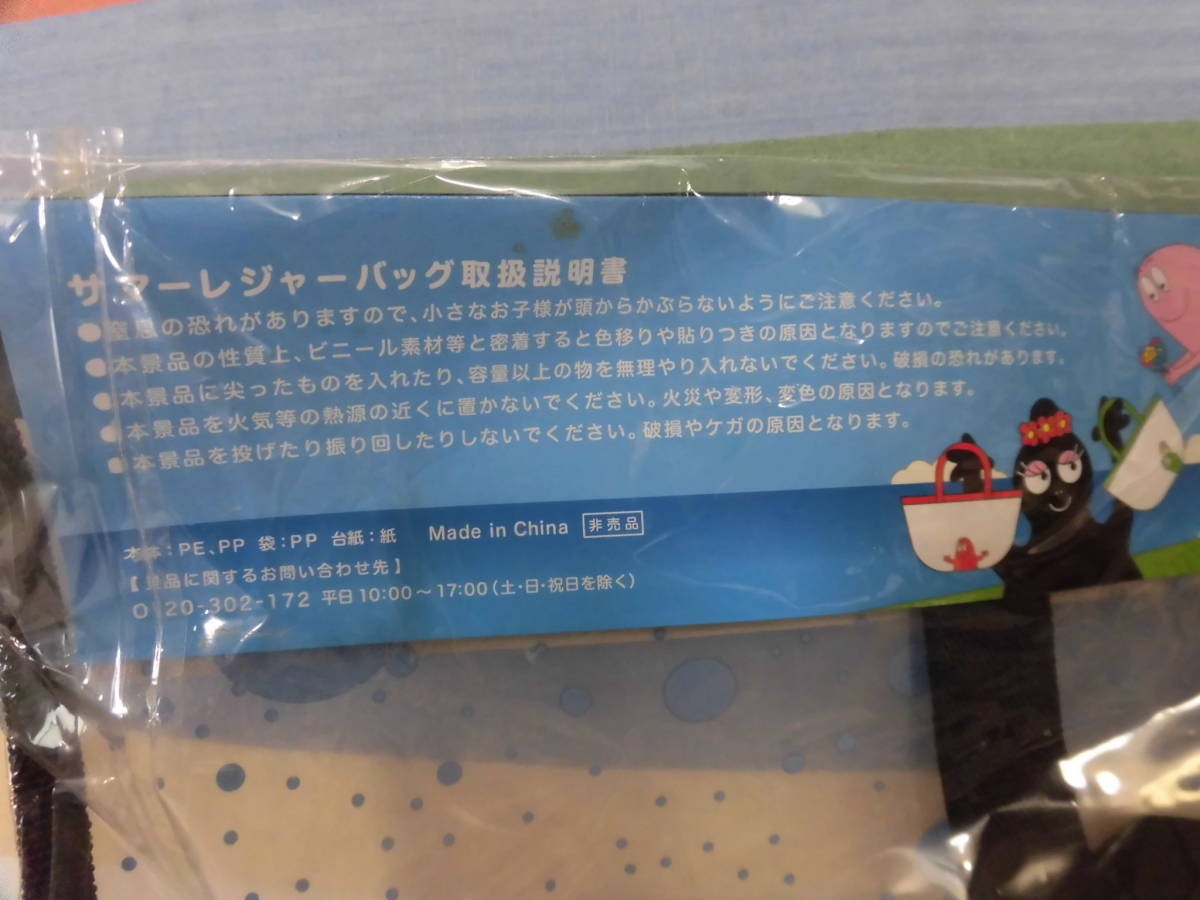 サマーレジャーバッグ取扱説明書
●窒息の恐れがありますので、小さなお子様が頭からかぶらないようにご注意ください。
●本景品の性質上、ビニール素材等と密着すると色移りや貼りつきの原因となりますのでご注意ください。
●本景品に尖ったものを入れたり、容量以上の物を無理やり入れないでください。破損の恐れがあります。
●本景品を火気等の熱源の近くに置かないでください。火災や変形、変色の原因となります。
●本景品を投げたり振り回したりしないでください。破損やケガの原因となります。
本体：PE、PP 袋：PP 台紙：紙 Made in China 非売品
【景品に関するお問い合わせ先】
0120-302-172 平日10:00～17:00（土・日・祝日を除く）